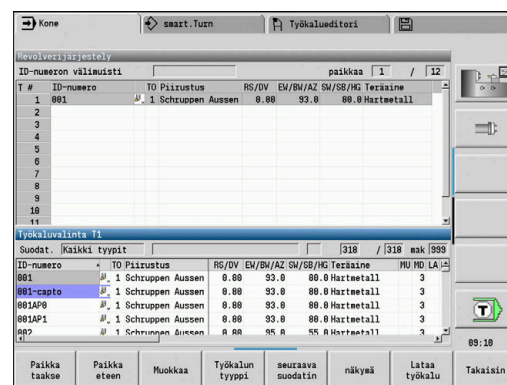 Kone smart.Turn Työkalueditori
Revolverijärjestely
ID-numeron välimuisti paikkaa 1 / 12
T # ID-numero TO Piirustus RS/DV EW/BW/AZ SW/SB/HG Teräaine
1 001 1 Schruppen Aussen 0.80 93.0 80.0 Hartmetall
2
3
4
5
6
7
8
9
10
11
Työkaluvalinta T1
Suodat. Kaikki tyypit 318 / 318 mak 999
ID-numero TO Piirustus RS/DV EW/BW/AZ SW/SB/HG Teräaine MU MD LA
001 1 Schruppen Aussen 0.80 93.0 80.0 Hartmetall 3
001-capto 1 Schruppen Aussen 0.80 93.0 80.0 Hartmetall 3
001AP0 1 Schruppen Aussen 0.80 93.0 80.0 Hartmetall 3
001AP1 1 Schruppen Aussen 0.80 93.0 80.0 Hartmetall 3
002 1 Schruppen Aussen 0.80 95.0 55.0 Hartmetall 3
T
09:10
Paikka taakse Paikka eteen Muokkaa Työkalun tyyppi seuraava suodatin näkymä Lataa työkalu Takaisin